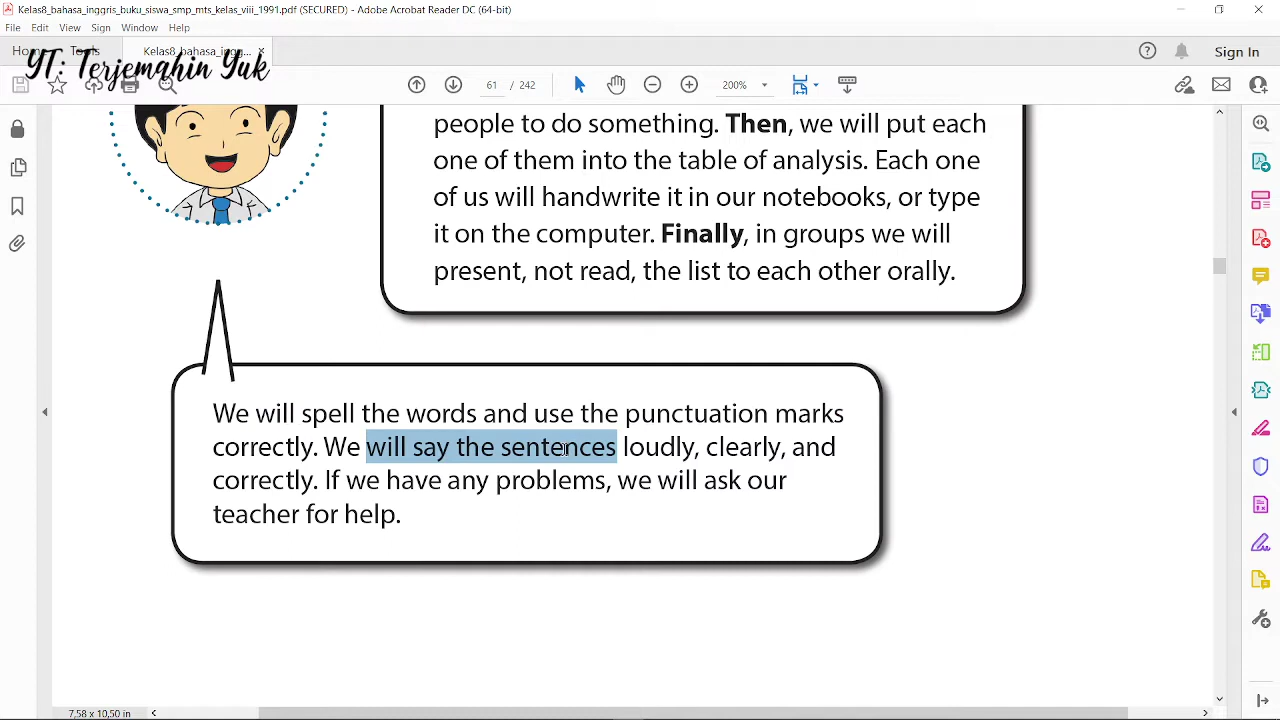 Kelas8_bahasa_inggris_buku_siswa_smp_mts_kelas_viii_1991.pdf (SECURED) - Adobe Acrobat Reader DC (64-bit)
File Edit View Sign Window Help
Tools Kelas8_bahasa_ingg... × Sign In
YT: Terjemahin Yuk
61 / 242 200%
people to do something. Then, we will put each
one of them into the table of analysis. Each one
of us will handwrite it in our notebooks, or type
it on the computer. Finally, in groups we will
present, not read, the list to each other orally.
We will spell the words and use the punctuation marks
correctly. We will say the sentences loudly, clearly, and
correctly. If we have any problems, we will ask our
teacher for help.
7,58 x 10,50 in